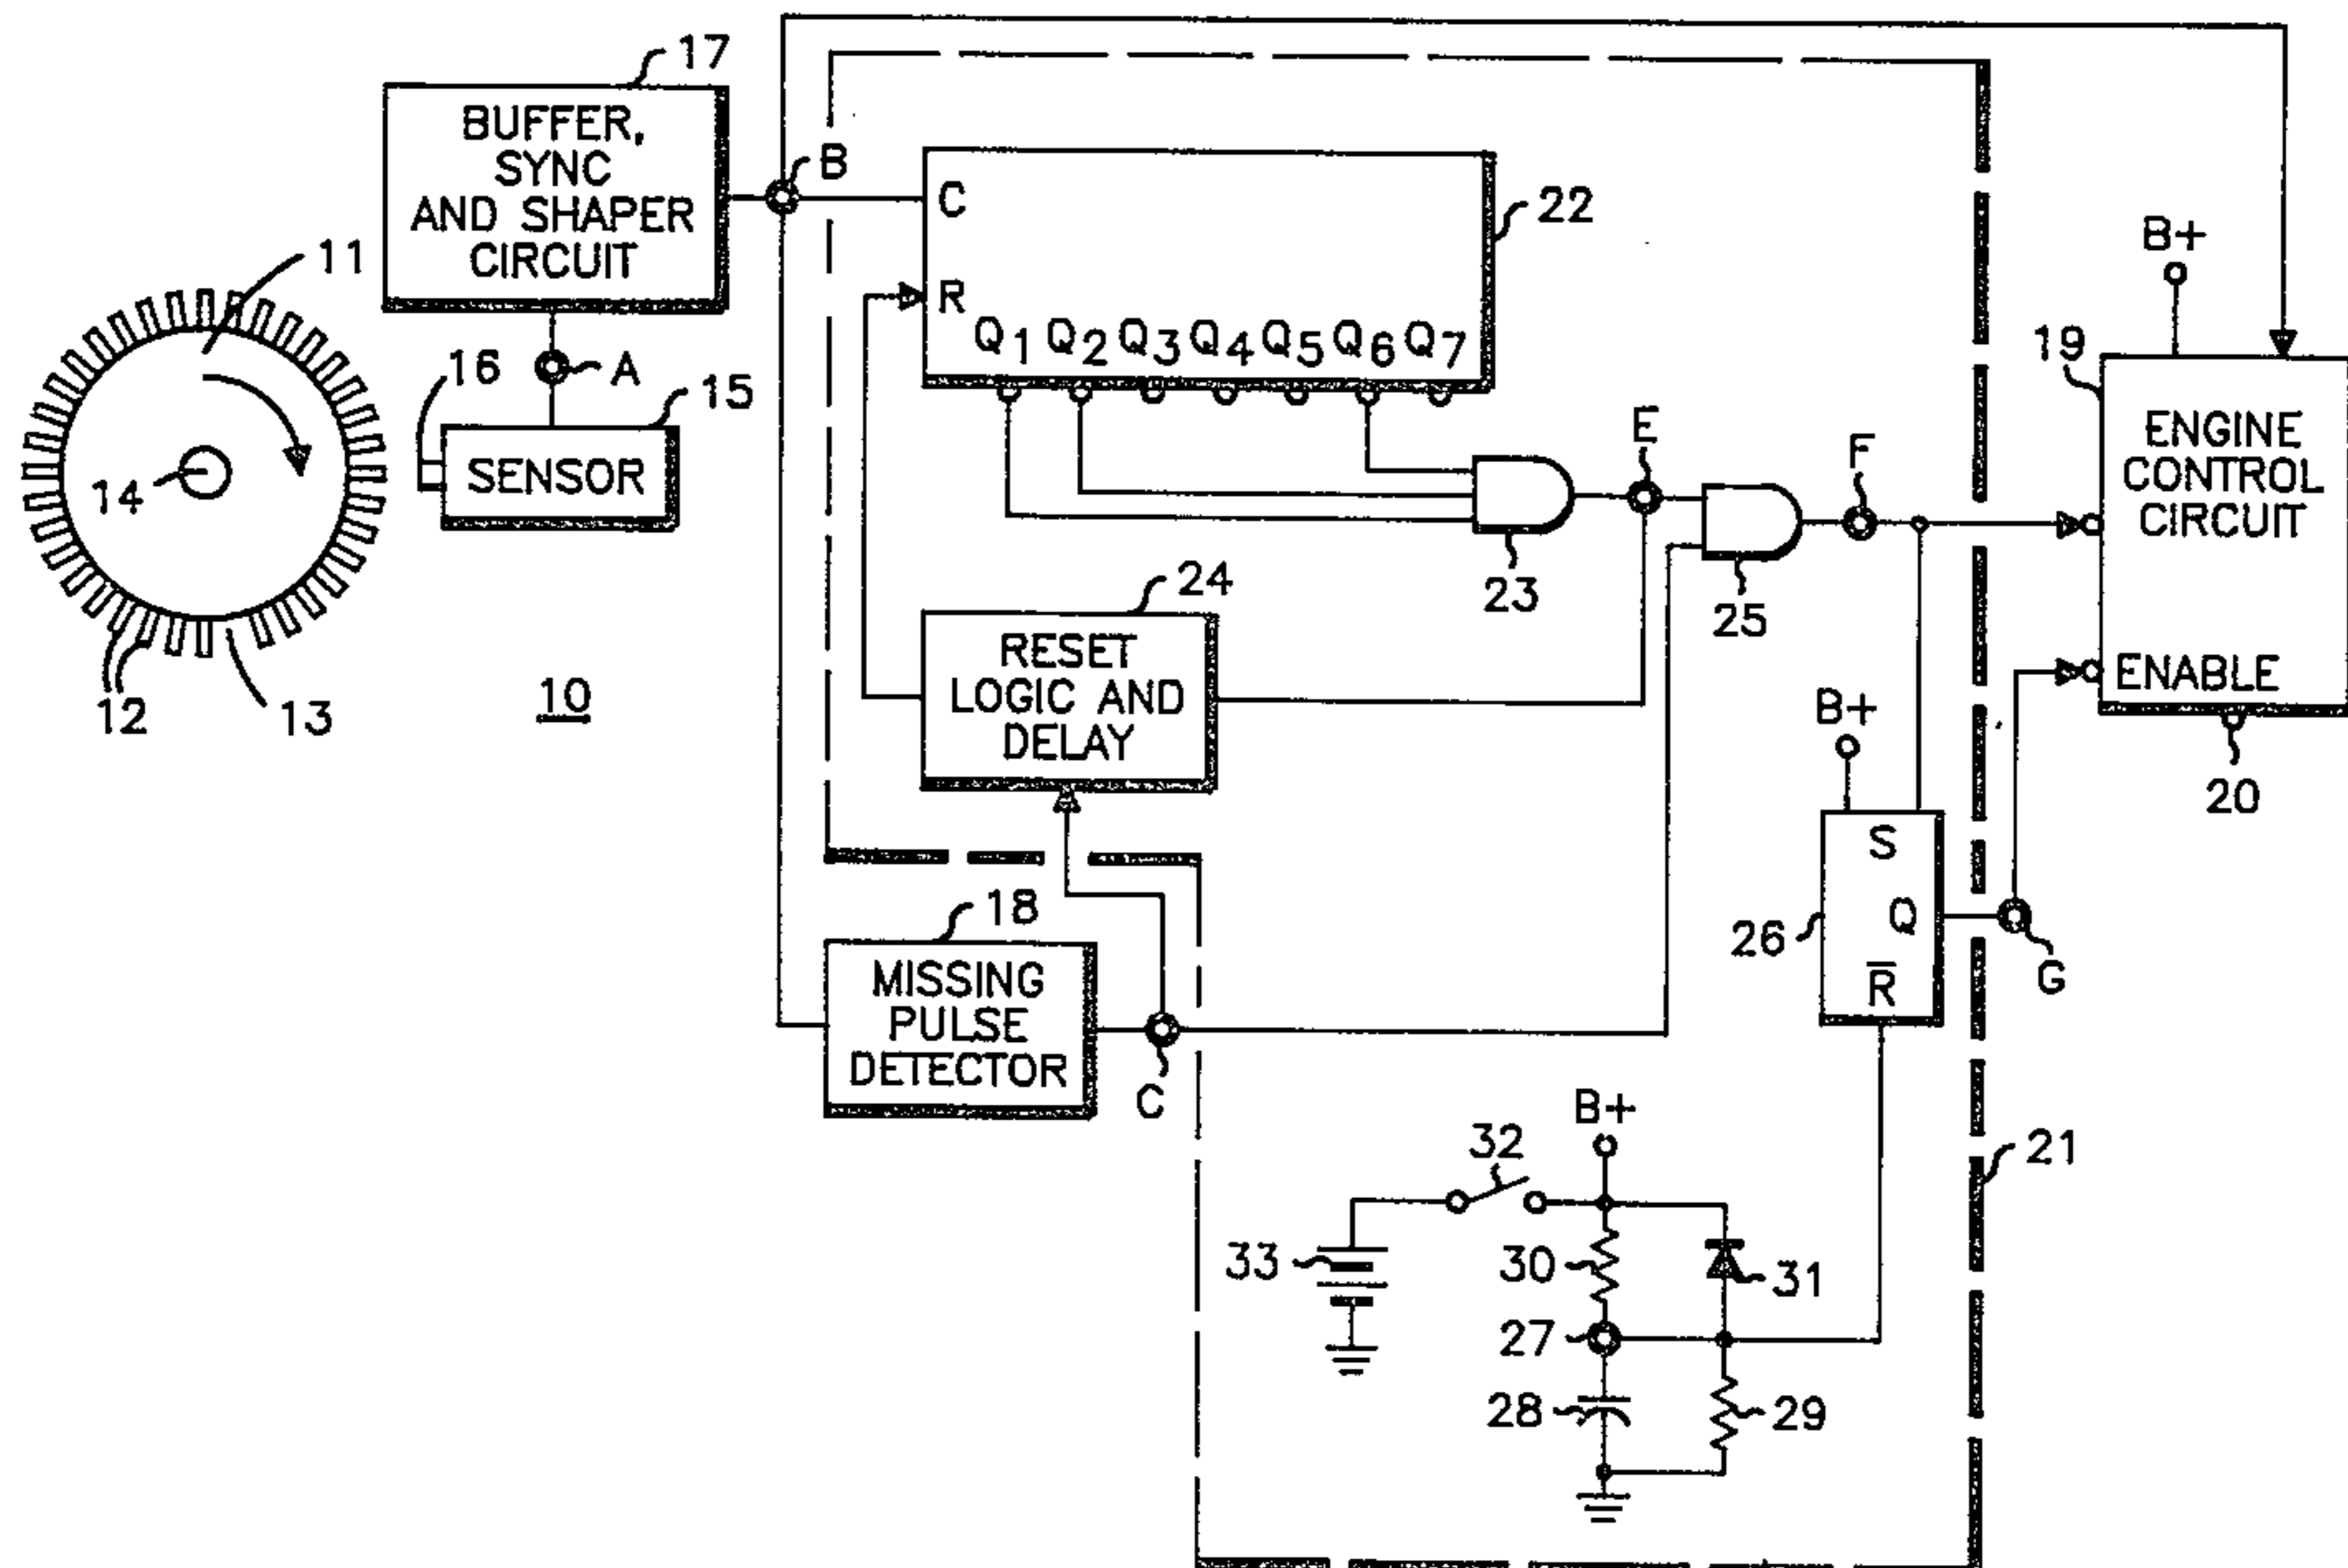 17
BUFFER,
SYNC
AND SHAPER
CIRCUIT
B
C
R
Q1 Q2 Q3 Q4 Q5 Q6 Q7
22
11
16
A
15
SENSOR
14
12
13
10
B+
19
ENGINE
CONTROL
CIRCUIT
ENABLE
20
E
F
23
25
24
RESET
LOGIC AND
DELAY
B+
S
Q
R̅
26
G
18
MISSING
PULSE
DETECTOR
C
21
B+
32
33
30
31
27
28
29